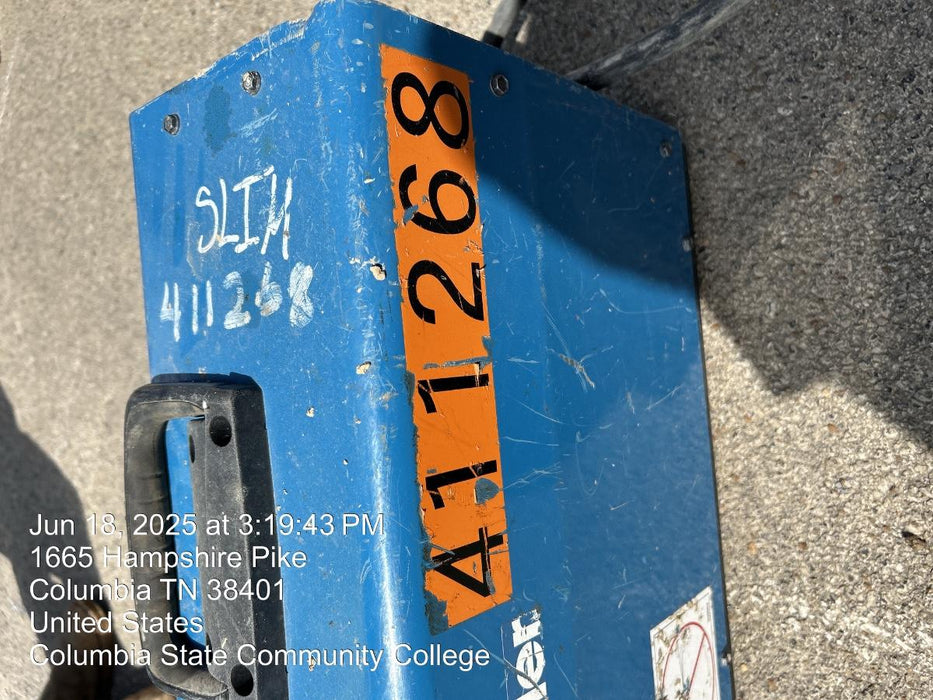 SLIM
411268
411268
ler
Jun 18, 2025 at 3:19:43 PM
1665 Hampshire Pike
Columbia TN 38401
United States
Columbia State Community College